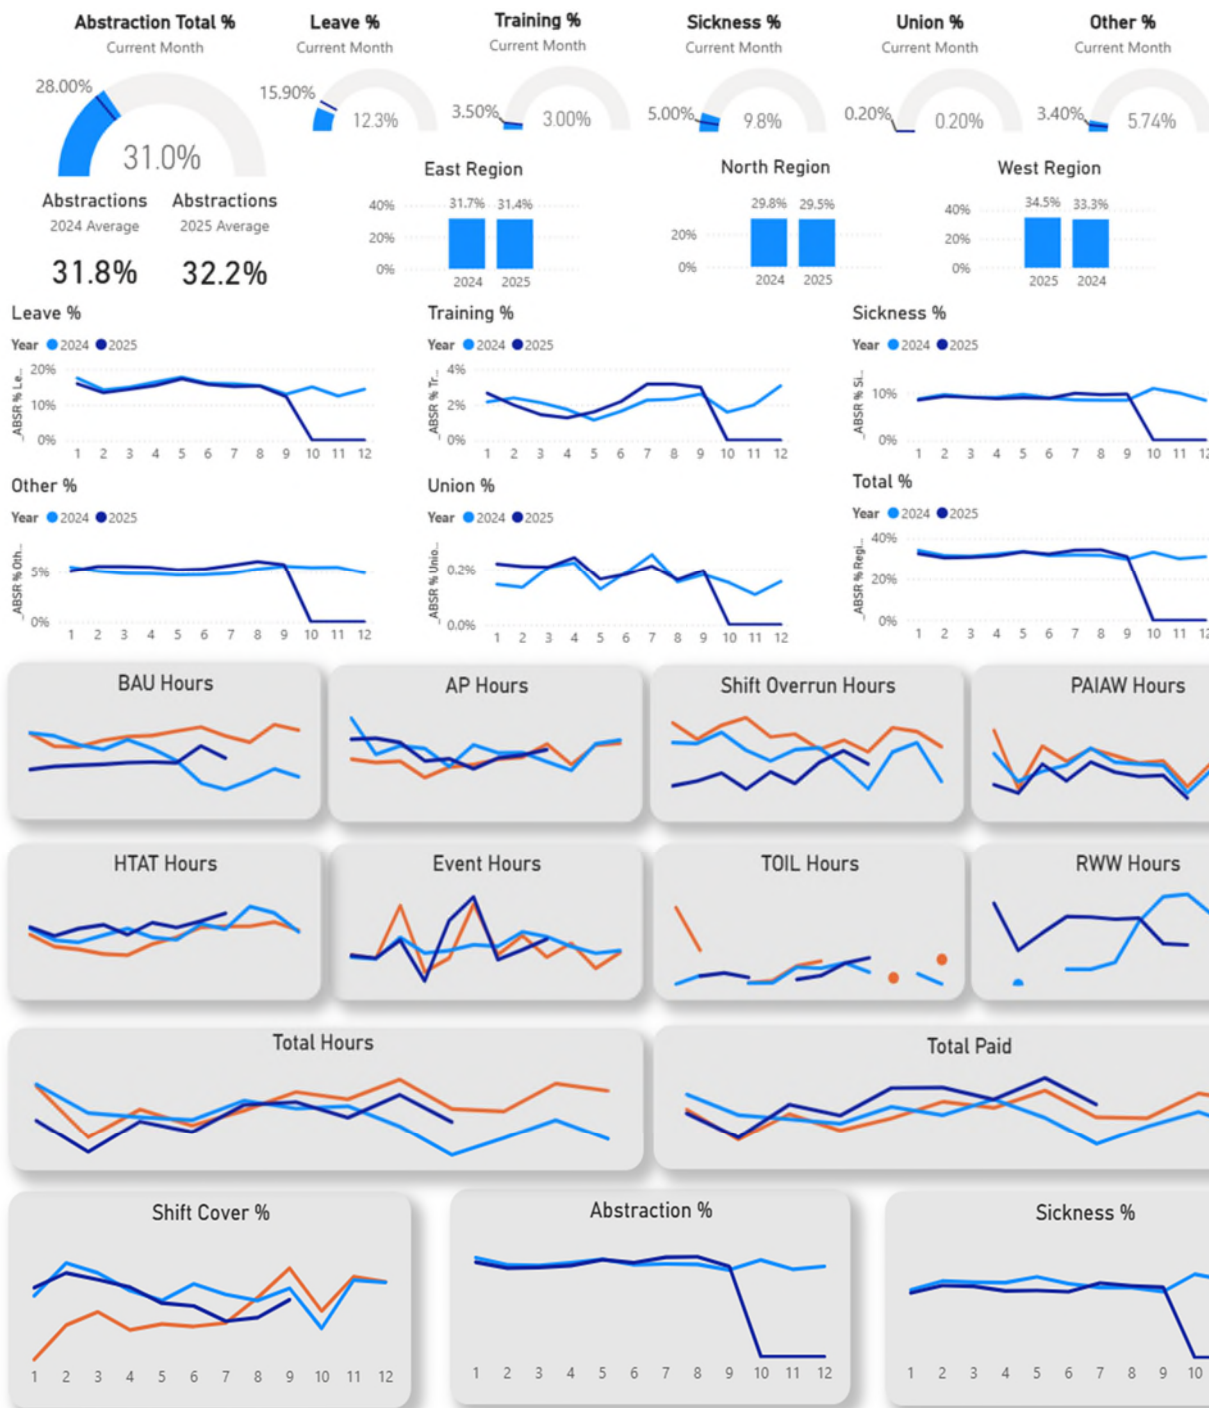 Abstraction Total %
Current Month
28.00%
31.0%
Leave %
Current Month
15.90%
12.3%
Training %
Current Month
3.50%
3.00%
Sickness %
Current Month
5.00%
9.8%
Union %
Current Month
0.20%
0.20%
Other %
Current Month
3.40%
5.74%
Abstractions
2024 Average
31.8%
Abstractions
2025 Average
32.2%
East Region
40%
20%
0%
31.7% 31.4%
2024 2025
North Region
20%
0%
29.8% 29.5%
2024 2025
West Region
40%
20%
0%
34.5% 33.3%
2025 2024
Leave %
Year 2024 2025
_ABSR % Le...
20%
10%
0%
1 2 3 4 5 6 7 8 9 10 11 12
Training %
Year 2024 2025
_ABSR % Tr...
4%
2%
0%
1 2 3 4 5 6 7 8 9 10 11 12
Sickness %
Year 2024 2025
_ABSR % Si...
10%
0%
1 2 3 4 5 6 7 8 9 10 11 12
Other %
Year 2024 2025
_ABSR % Oth...
5%
0%
1 2 3 4 5 6 7 8 9 10 11 12
Union %
Year 2024 2025
_ABSR % Unio...
0.2%
0.0%
1 2 3 4 5 6 7 8 9 10 11 12
Total %
Year 2024 2025
_ABSR % Regi...
40%
20%
0%
1 2 3 4 5 6 7 8 9 10 11 12
BAU Hours
AP Hours
Shift Overrun Hours
PAIAW Hours
HTAT Hours
Event Hours
TOIL Hours
RWW Hours
Total Hours
Total Paid
Shift Cover %
1 2 3 4 5 6 7 8 9 10 11 12
Abstraction %
1 2 3 4 5 6 7 8 9 10 11 12
Sickness %
1 2 3 4 5 6 7 8 9 10